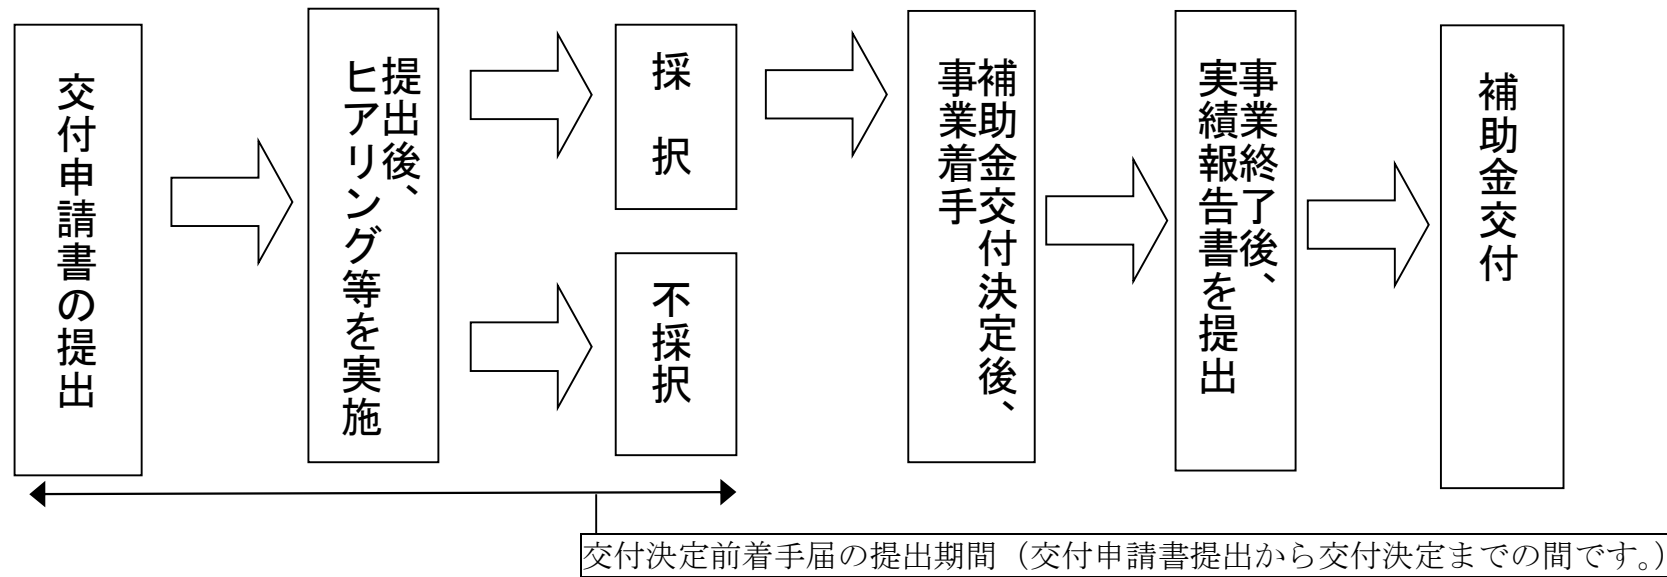 交付申請書の提出
提出後、
ヒアリング等を実施
採択
不採択
補助金交付決定後、
事業着手
事業終了後、
実績報告書を提出
補助金交付
交付決定前着手届の提出期間（交付申請書提出から交付決定までの間です。）